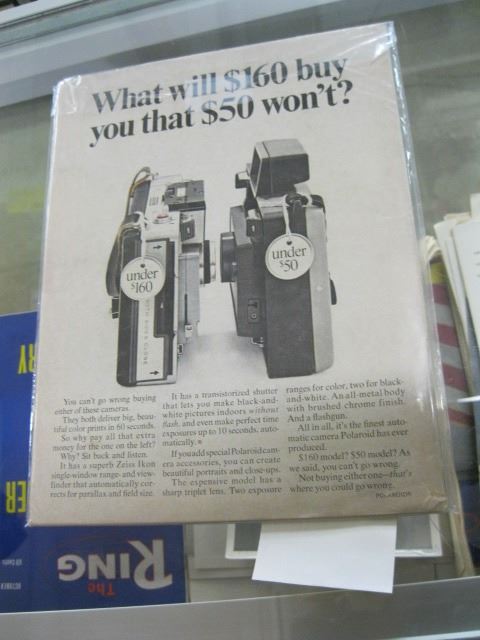 What will $160 buy
you that $50 won't?
under
$160
under
$50
You can't go wrong buying
either of these cameras.
They both deliver big, beau-
tiful color prints in 60 seconds.
So why pay all that extra
money for the one on the left?
Why? Sit back and listen.
It has a superb Zeiss Ikon
single-window range- and view-
finder that automatically cor-
rects for parallax and field size.
It has a transistorized shutter
that lets you make black-and-
white pictures indoors without
flash, and even make perfect time
exposures up to 10 seconds, auto-
matically.
If you add special Polaroid cam-
era accessories, you can create
beautiful portraits and close-ups.
The expensive model has a
sharp triplet lens. Two exposure
ranges for color, two for black-
and-white. An all-metal body
with brushed chrome finish.
And a flashgun.
All in all, it's the finest auto-
matic camera Polaroid has ever
produced.
$160 model? $50 model? As
we said, you can't go wrong.
Not buying either one—that's
where you could go wrong.
The
RING